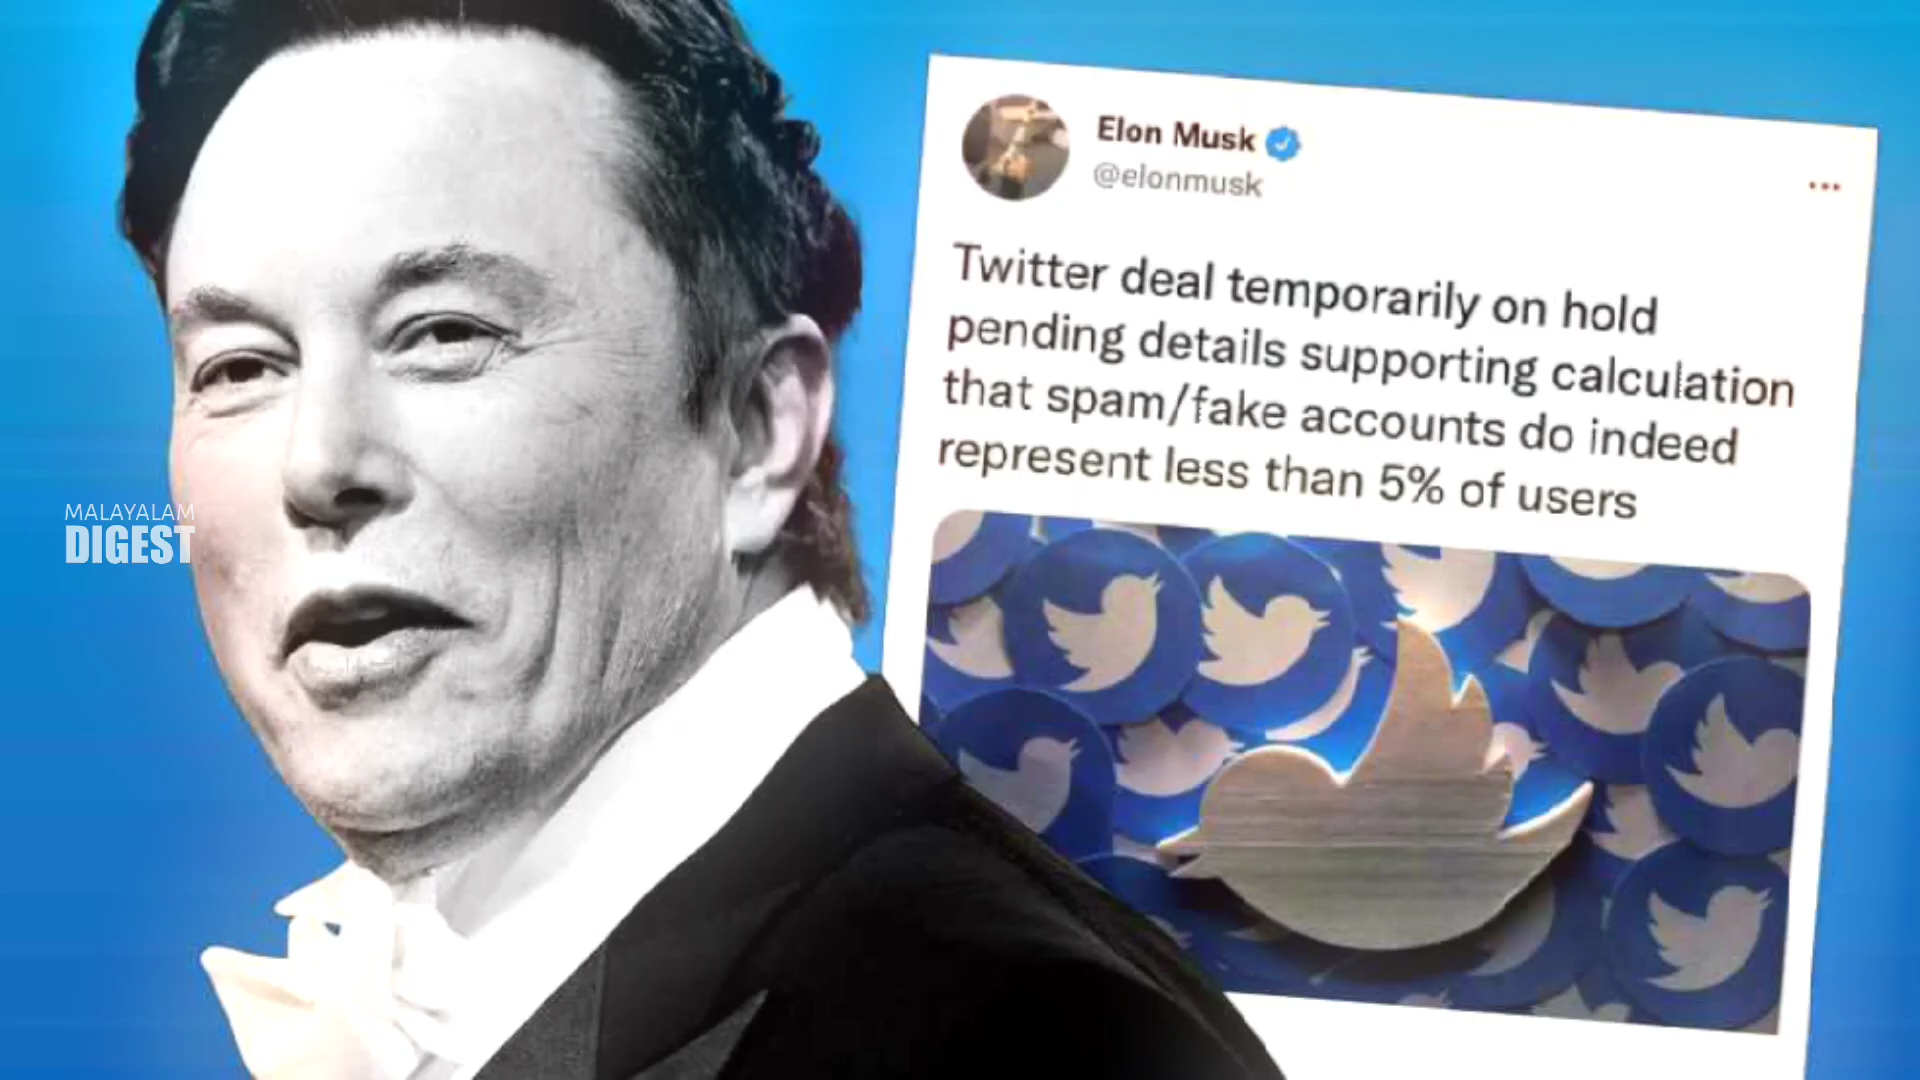 MALAYALAM
DIGEST
Elon Musk
@elonmusk
...
Twitter deal temporarily on hold
pending details supporting calculation
that spam/fake accounts do indeed
represent less than 5% of users